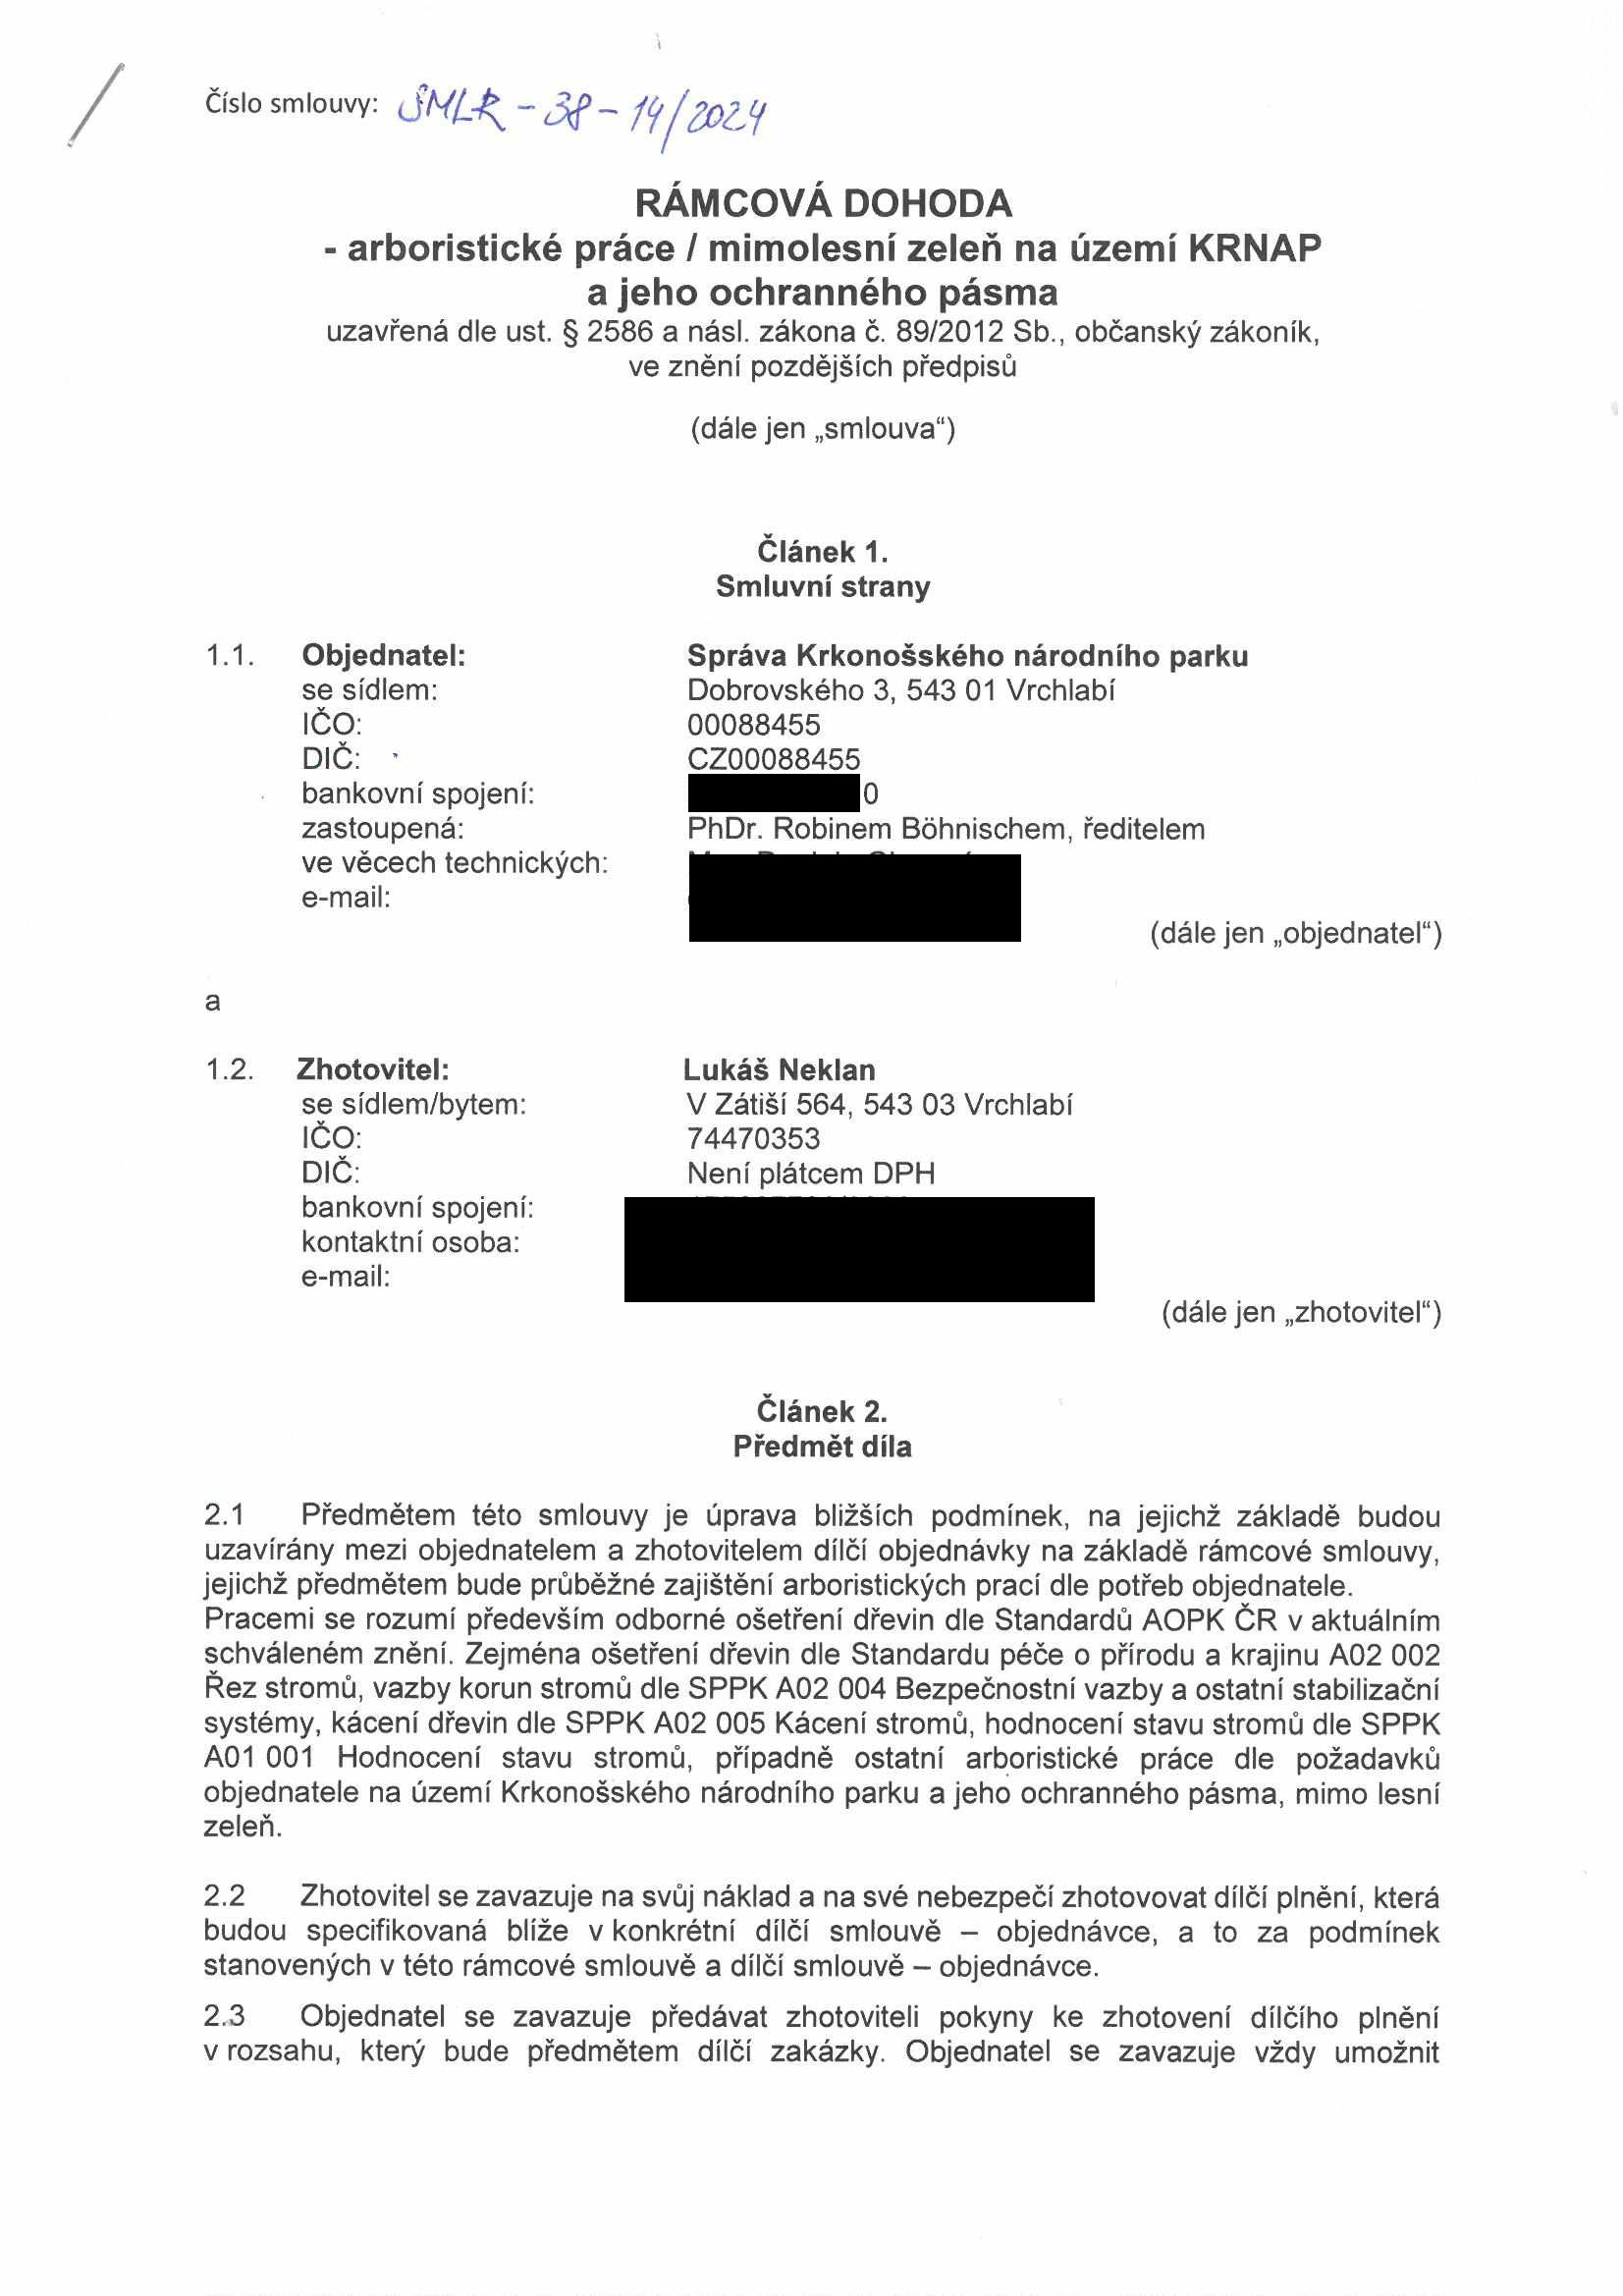 Číslo smlouvy: SMLR - 38 - 14/2024
RÁMCOVÁ DOHODA
- arboristické práce / mimolesní zeleň na území KRNAP
a jeho ochranného pásma
uzavřená dle ust. § 2586 a násl. zákona č. 89/2012 Sb., občanský zákoník,
ve znění pozdějších předpisů
(dále jen „smlouva“)
Článek 1.
Smluvní strany
1.1. Objednatel: Správa Krkonošského národního parku
se sídlem: Dobrovského 3, 543 01 Vrchlabí
IČO: 00088455
DIČ: CZ00088455
bankovní spojení: 0
zastoupená: PhDr. Robinem Böhnischem, ředitelem
ve věcech technických:
e-mail:
(dále jen „objednatel“)
a
1.2. Zhotovitel: Lukáš Neklan
se sídlem/bytem: V Zátiší 564, 543 03 Vrchlabí
IČO: 74470353
DIČ: Není plátcem DPH
bankovní spojení:
kontaktní osoba:
e-mail:
(dále jen „zhotovitel“)
Článek 2.
Předmět díla
2.1 Předmětem této smlouvy je úprava bližších podmínek, na jejichž základě budou
uzavírány mezi objednatelem a zhotovitelem dílčí objednávky na základě rámcové smlouvy,
jejichž předmětem bude průběžné zajištění arboristických prací dle potřeb objednatele.
Pracemi se rozumí především odborné ošetření dřevin dle Standardů AOPK ČR v aktuálním
schváleném znění. Zejména ošetření dřevin dle Standardu péče o přírodu a krajinu A02 002
Řez stromů, vazby korun stromů dle SPPK A02 004 Bezpečnostní vazby a ostatní stabilizační
systémy, kácení dřevin dle SPPK A02 005 Kácení stromů, hodnocení stavu stromů dle SPPK
A01 001 Hodnocení stavu stromů, případně ostatní arboristické práce dle požadavků
objednatele na území Krkonošského národního parku a jeho ochranného pásma, mimo lesní
zeleň.
2.2 Zhotovitel se zavazuje na svůj náklad a na své nebezpečí zhotovovat dílčí plnění, která
budou specifikovaná blíže v konkrétní dílčí smlouvě – objednávce, a to za podmínek
stanovených v této rámcové smlouvě a dílčí smlouvě – objednávce.
2.3 Objednatel se zavazuje předávat zhotoviteli pokyny ke zhotovení dílčího plnění
v rozsahu, který bude předmětem dílčí zakázky. Objednatel se zavazuje vždy umožnit